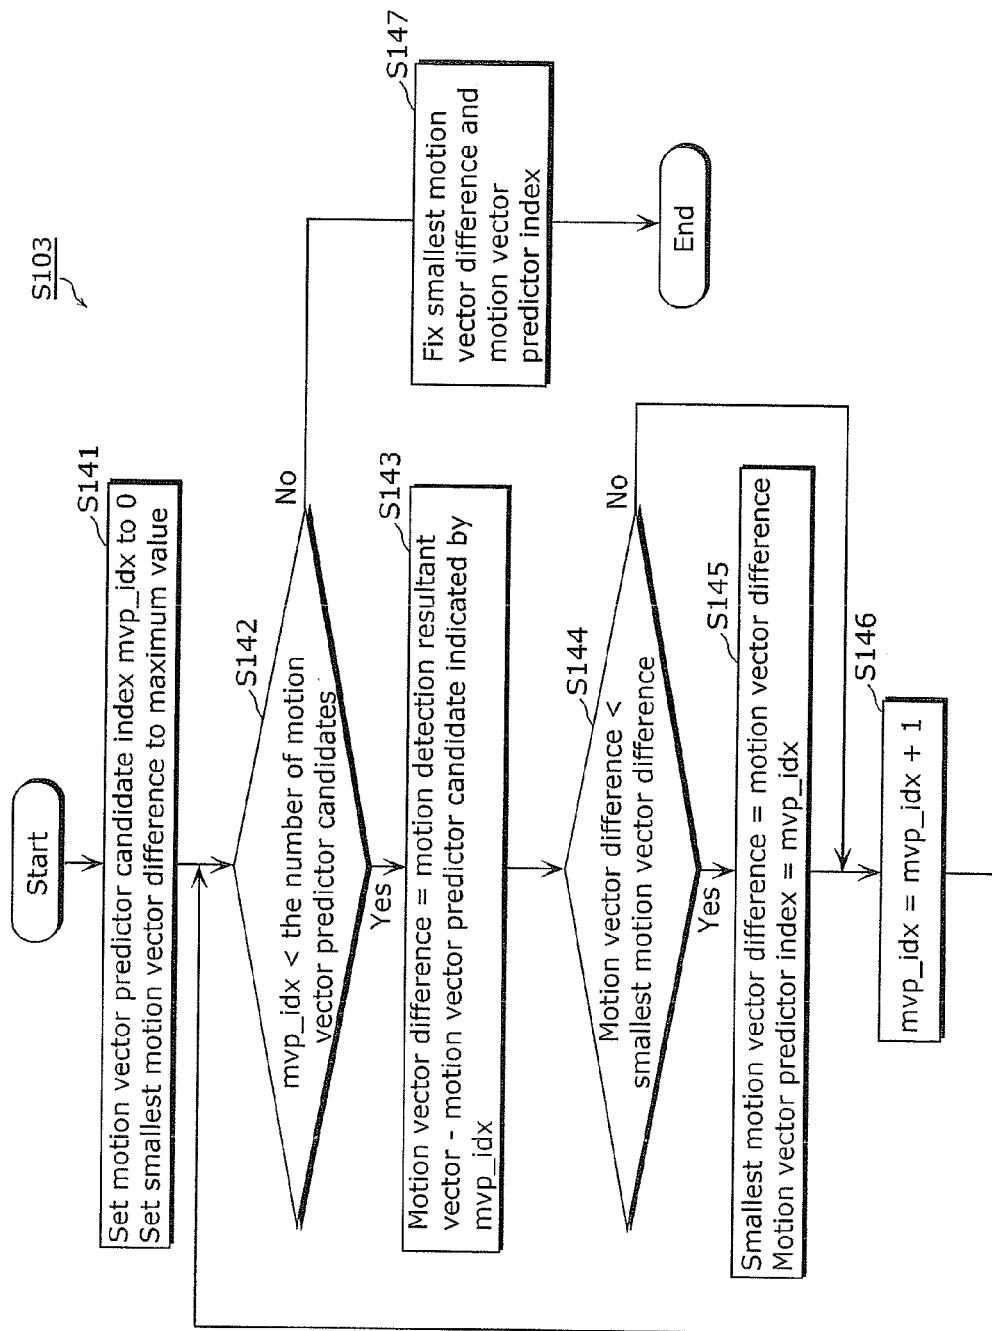 S103
Start
S141
Set motion vector predictor candidate index mvp_idx to 0
Set smallest motion vector difference to maximum value
S142
mvp_idx < the number of motion
vector predictor candidates
No
Yes
S147
Fix smallest motion
vector difference and
motion vector
predictor index
End
S143
Motion vector difference = motion detection resultant
vector - motion vector predictor candidate indicated by
mvp_idx
S144
Motion vector difference <
smallest motion vector difference
No
Yes
S145
Smallest motion vector difference = motion vector difference
Motion vector predictor index = mvp_idx
S146
mvp_idx = mvp_idx + 1